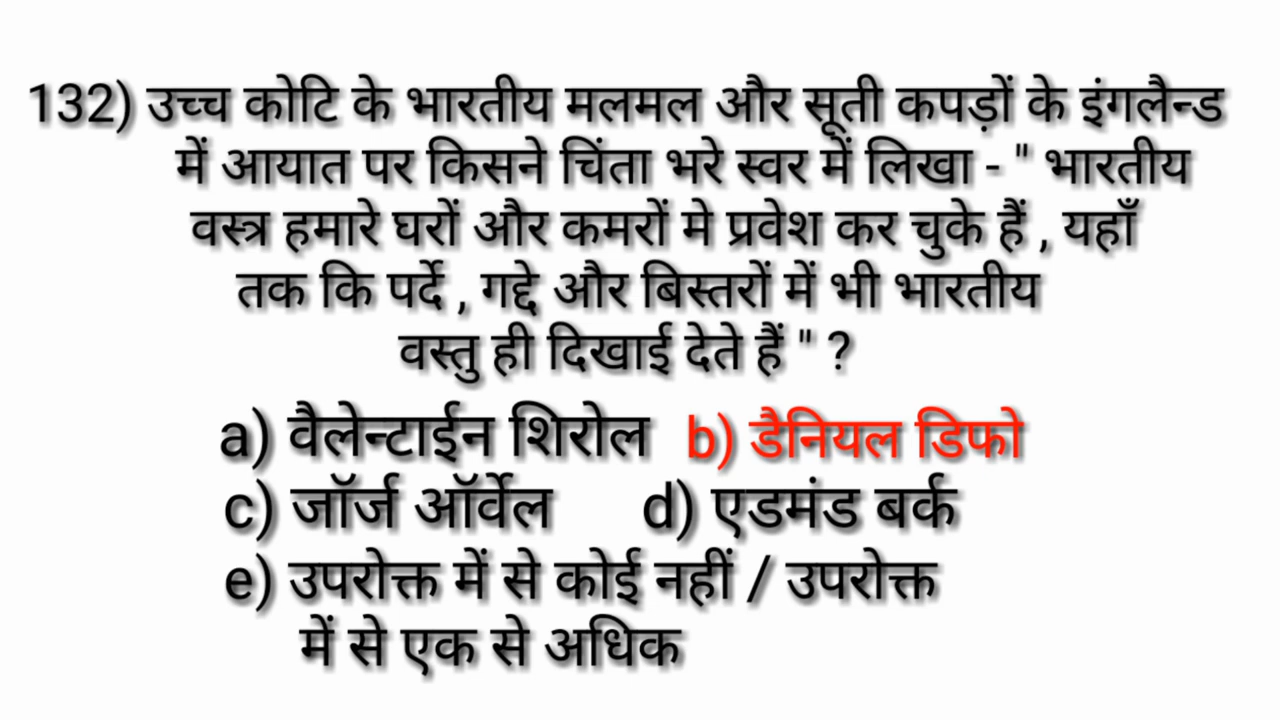 132) उच्च कोटि के भारतीय मलमल और सूती कपड़ों के इंगलैन्ड
में आयात पर किसने चिंता भरे स्वर में लिखा - " भारतीय
वस्त्र हमारे घरों और कमरों मे प्रवेश कर चुके हैं , यहाँ
तक कि पर्दे , गद्दे और बिस्तरों में भी भारतीय
वस्तु ही दिखाई देते हैं " ?
a) वैलेन्टाईन शिरोल b) डैनियल डिफो
c) जॉर्ज ऑर्वेल d) एडमंड बर्क
e) उपरोक्त में से कोई नहीं / उपरोक्त
में से एक से अधिक